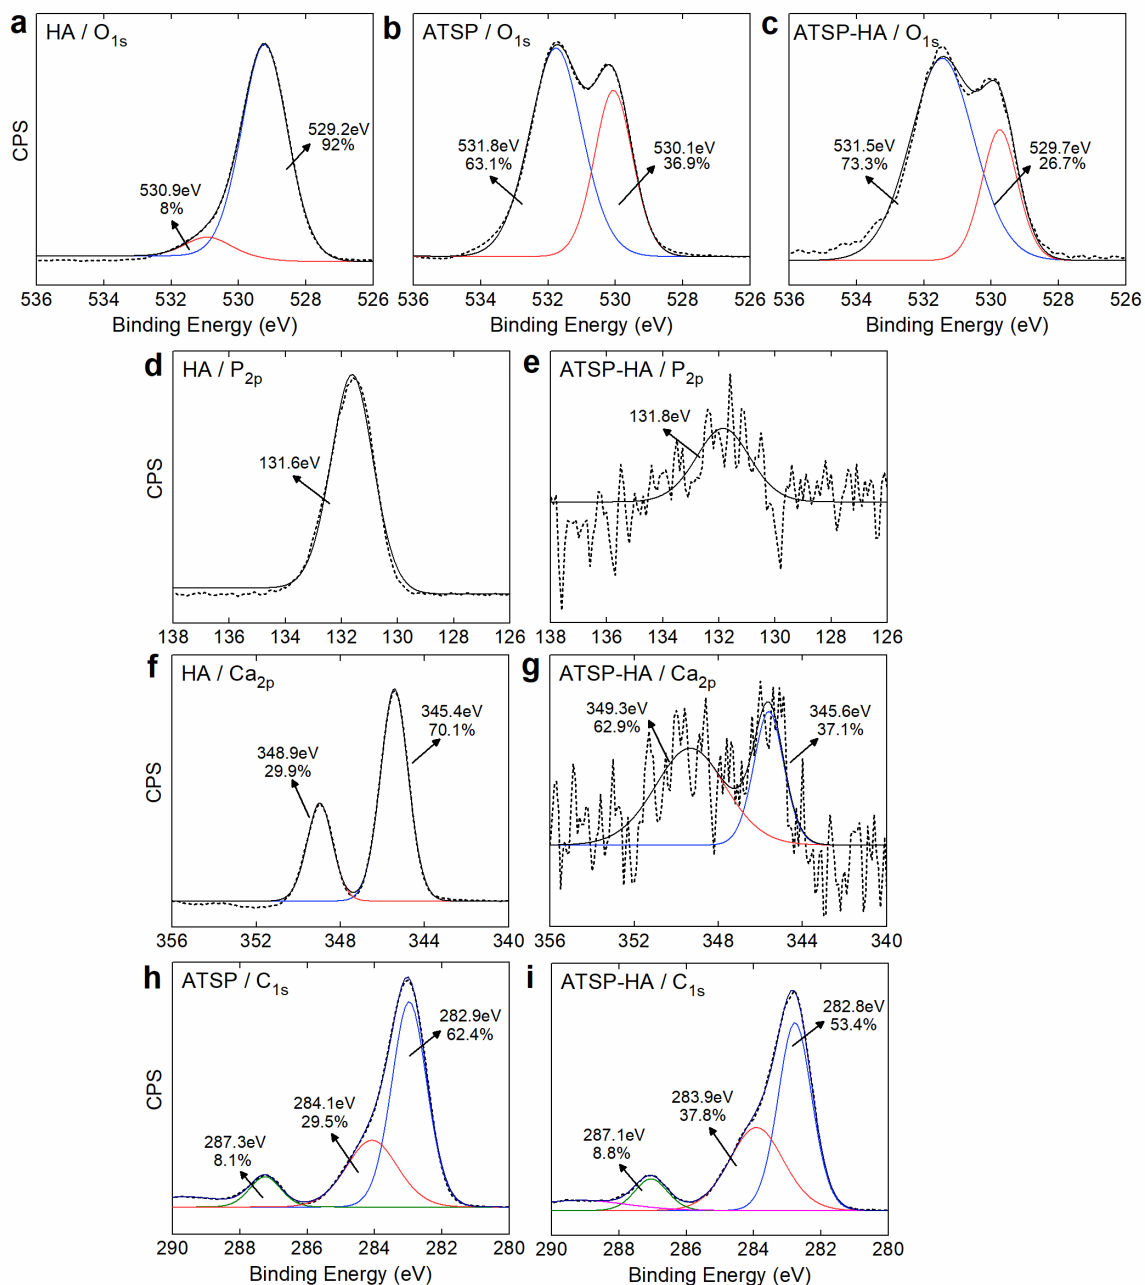 a
HA / O1s
CPS
529.2eV
92%
530.9eV
8%
536 534 532 530 528 526
Binding Energy (eV)
b
ATSP / O1s
531.8eV
63.1%
530.1eV
36.9%
536 534 532 530 528 526
Binding Energy (eV)
c
ATSP-HA / O1s
531.5eV
73.3%
529.7eV
26.7%
536 534 532 530 528 526
Binding Energy (eV)
d
HA / P2p
CPS
131.6eV
138 136 134 132 130 128 126
e
ATSP-HA / P2p
131.8eV
138 136 134 132 130 128 126
f
HA / Ca2p
CPS
345.4eV
70.1%
348.9eV
29.9%
356 352 348 344 340
g
ATSP-HA / Ca2p
349.3eV
62.9%
345.6eV
37.1%
356 352 348 344 340
h
ATSP / C1s
CPS
282.9eV
62.4%
284.1eV
29.5%
287.3eV
8.1%
290 288 286 284 282 280
Binding Energy (eV)
i
ATSP-HA / C1s
282.8eV
53.4%
283.9eV
37.8%
287.1eV
8.8%
290 288 286 284 282 280
Binding Energy (eV)